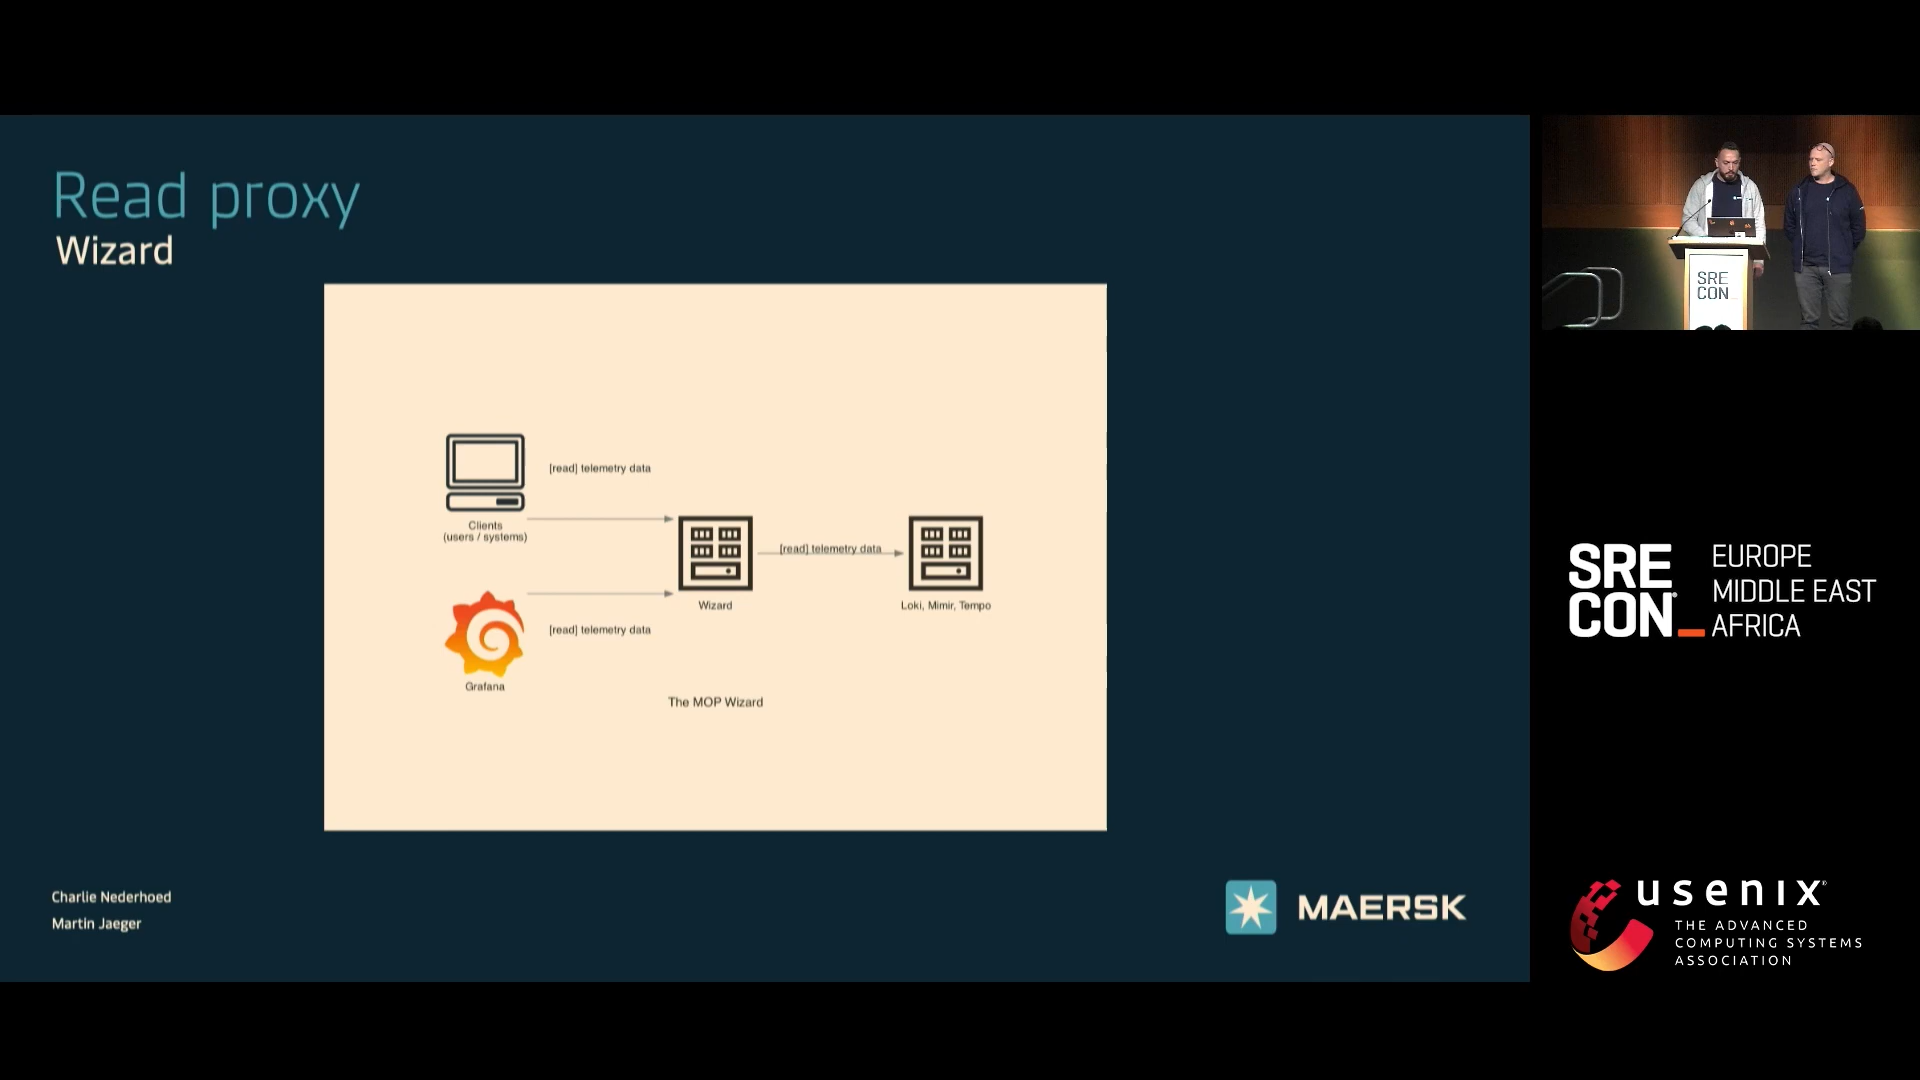 Read proxy
Wizard
[read] telemetry data
Clients
(users / systems)
[read] telemetry data
Wizard
Loki, Mimir, Tempo
[read] telemetry data
Grafana
The MOP Wizard
Charlie Nederhoed
Martin Jaeger
MAERSK
SRE
CON
SRE
CON
EUROPE
MIDDLE EAST
AFRICA
usenix
THE ADVANCED
COMPUTING SYSTEMS
ASSOCIATION